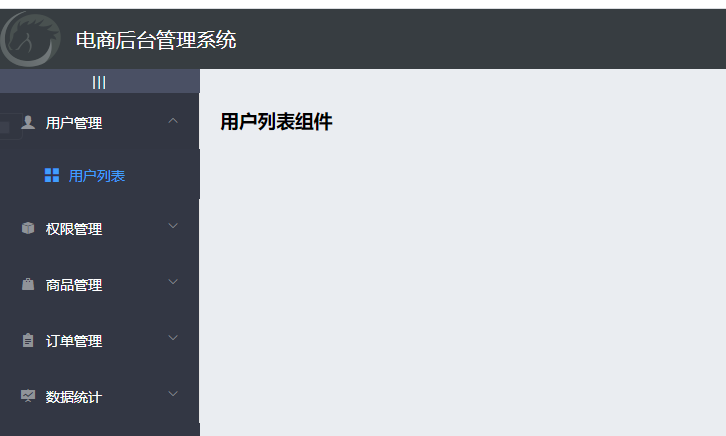 电商后台管理系统
|||
用户管理
用户列表组件
用户列表
权限管理
商品管理
订单管理
数据统计